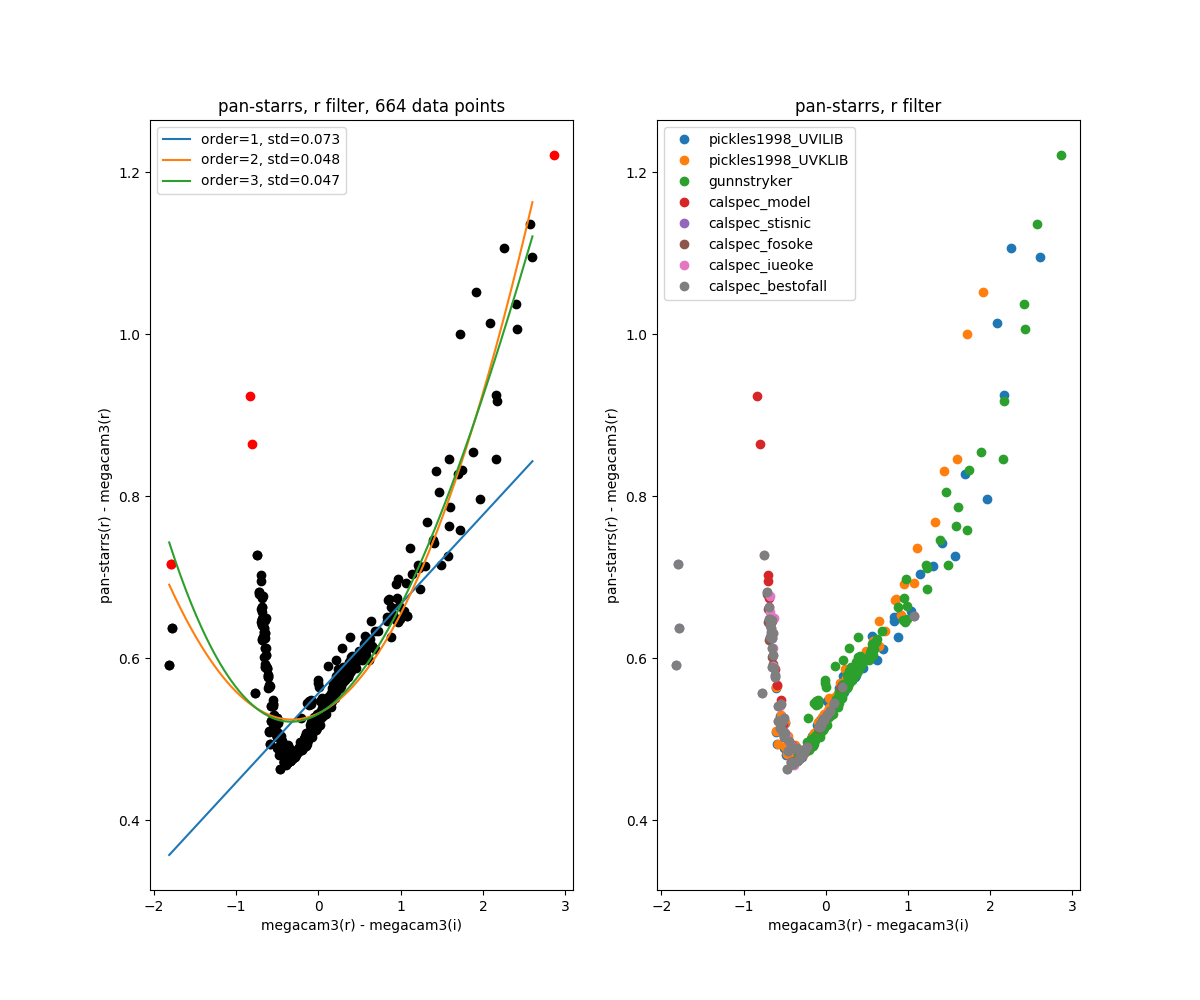 pan-starrs, r filter, 664 data points
order=1, std=0.073
order=2, std=0.048
order=3, std=0.047
1.2
1.0
0.8
0.6
0.4
pan-starrs(r) - megacam3(r)
−2
−1
0
1
2
3
megacam3(r) - megacam3(i)
pan-starrs, r filter
pickles1998_UVILIB
pickles1998_UVKLIB
gunnstryker
calspec_model
calspec_stisnic
calspec_fosoke
calspec_iueoke
calspec_bestofall
1.2
1.0
0.8
0.6
0.4
pan-starrs(r) - megacam3(r)
−2
−1
0
1
2
3
megacam3(r) - megacam3(i)